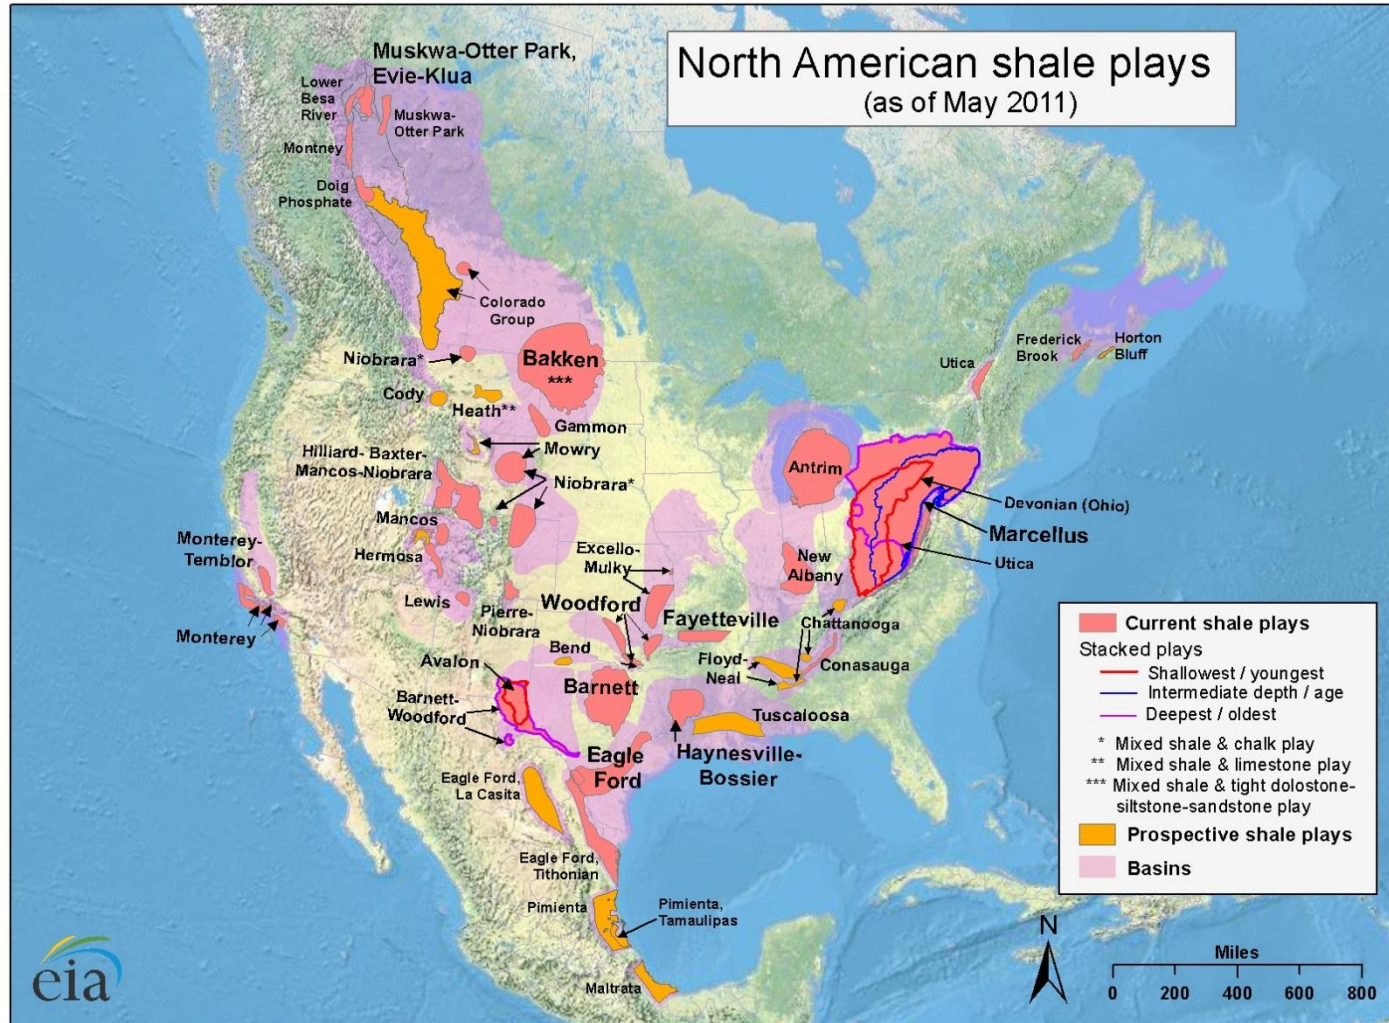 North American shale plays
(as of May 2011)
Muskwa-Otter Park,
Evie-Klua
Lower
Besa
River
Muskwa-
Otter Park
Montney
Doig
Phosphate
Colorado
Group
Niobrara*
Bakken
***
Cody
Heath**
Gammon
Mowry
Hilliard- Baxter-
Mancos-Niobrara
Niobrara*
Mancos
Hermosa
Monterey-
Temblor
Monterey
Lewis
Pierre-
Niobrara
Excello-
Mulky
Woodford
Fayetteville
New
Albany
Antrim
Devonian (Ohio)
Marcellus
Utica
Utica
Frederick
Brook
Horton
Bluff
Chattanooga
Bend
Floyd-
Neal
Conasauga
Avalon
Barnett
Barnett-
Woodford
Tuscaloosa
Haynesville-
Bossier
Eagle
Ford
Eagle Ford,
La Casita
Eagle Ford,
Tithonian
Pimienta
Pimienta,
Tamaulipas
Maltrata
Current shale plays
Stacked plays
Shallowest / youngest
Intermediate depth / age
Deepest / oldest
* Mixed shale & chalk play
** Mixed shale & limestone play
*** Mixed shale & tight dolostone-
siltstone-sandstone play
Prospective shale plays
Basins
N
Miles
0 200 400 600 800
eia